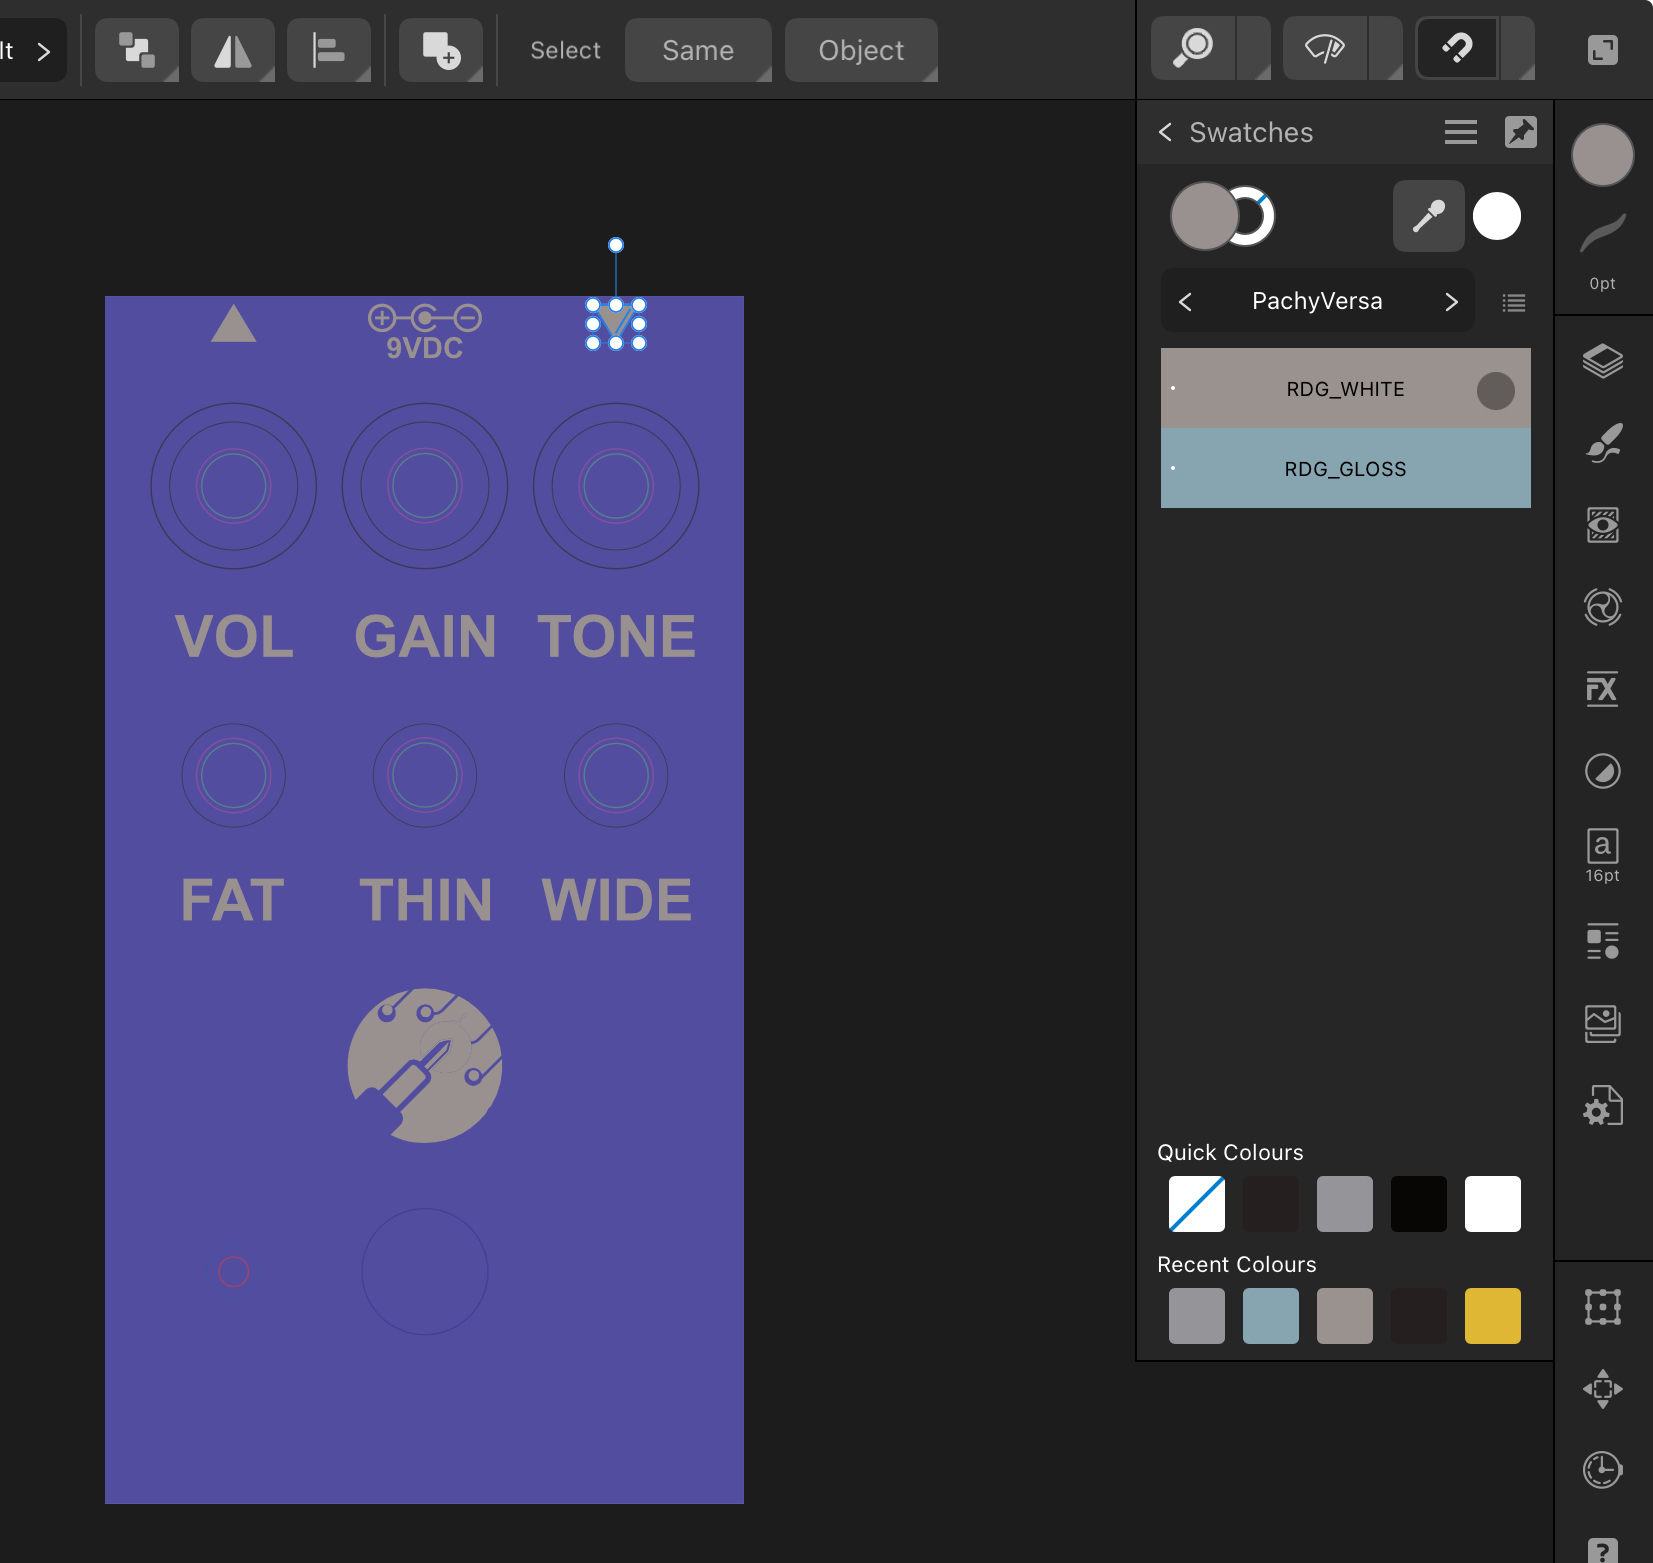 lt
Select
Same
Object
Swatches
0pt
PachyVersa
RDG_WHITE
RDG_GLOSS
9VDC
VOL GAIN TONE
FX
a
16pt
FAT THIN WIDE
Quick Colours
Recent Colours
?